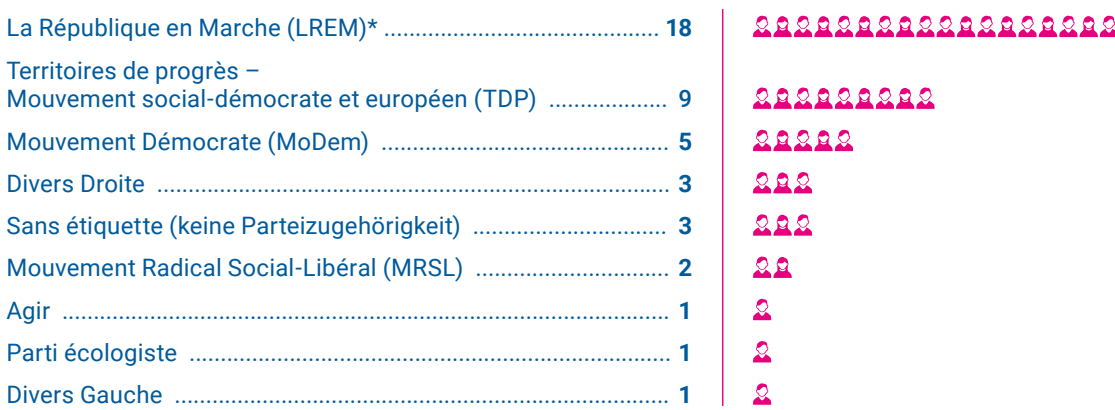 La République en Marche (LREM)* ............................................ 18
Territoires de progrès –
Mouvement social-démocrate et européen (TDP) ................... 9
Mouvement Démocrate (MoDem) ............................................... 5
Divers Droite ................................................................................... 3
Sans étiquette (keine Parteizugehörigkeit) ............................... 3
Mouvement Radical Social-Libéral (MRSL) ............................... 2
Agir .................................................................................................. 1
Parti écologiste .............................................................................. 1
Divers Gauche ................................................................................ 1